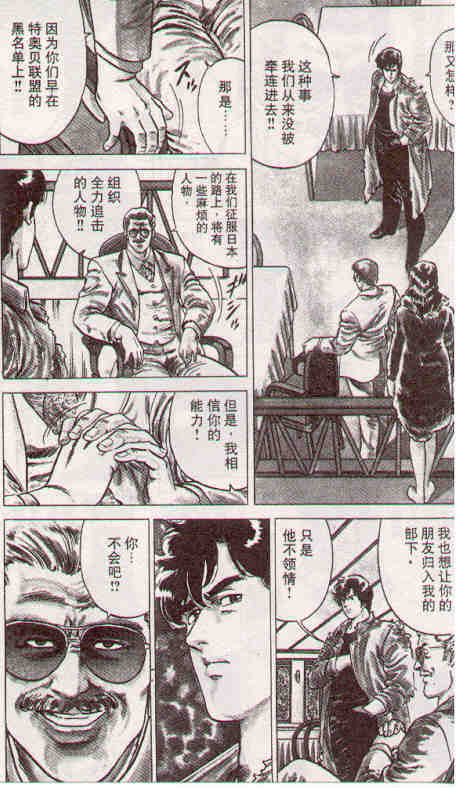 那又怎样?
这种事
我们从来没被
牵连进去!!
那是……
因为你们早在
特奥贝联盟的
黑名单上!!
在我们征服日本
的路上,将有
一些麻烦的
人物,
组织
全力追击
的人物!!
但是,我相
信你的
能力!
我也想让你的
朋友归入我的
部下,
只是
他不领情!
你…
不会吧!?